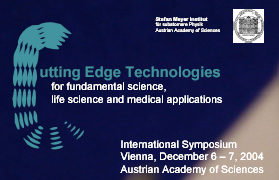 Stefan Meyer Institut
für subatomare Physik
Austrian Academy of Sciences
Cutting Edge Technologies
for fundamental science,
life science and medical applications
International Symposium
Vienna, December 6 – 7, 2004
Austrian Academy of Sciences